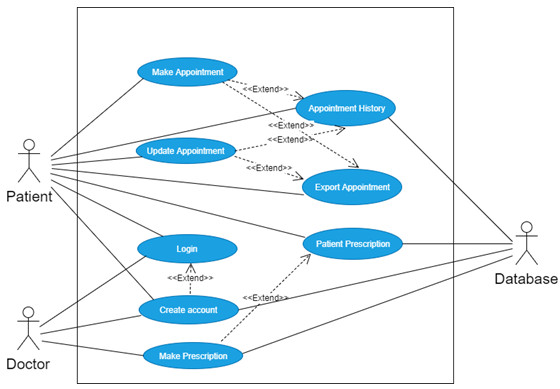 Make Appointment
<<Extend>>
Appointment History
<<Extend>>
Update Appointment
<<Extend>>
Export Appointment
Patient
Login
Patient Prescription
<<Extend>>
Database
<<Extend>>
Create account
Make Prescription
Doctor